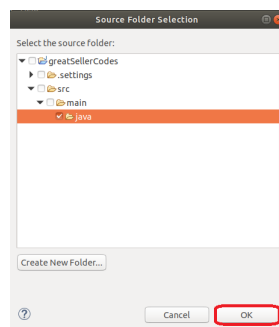 Source Folder Selection
Select the source folder:
greatSellerCodes
.settings
src
main
java
Create New Folder...
Cancel
OK